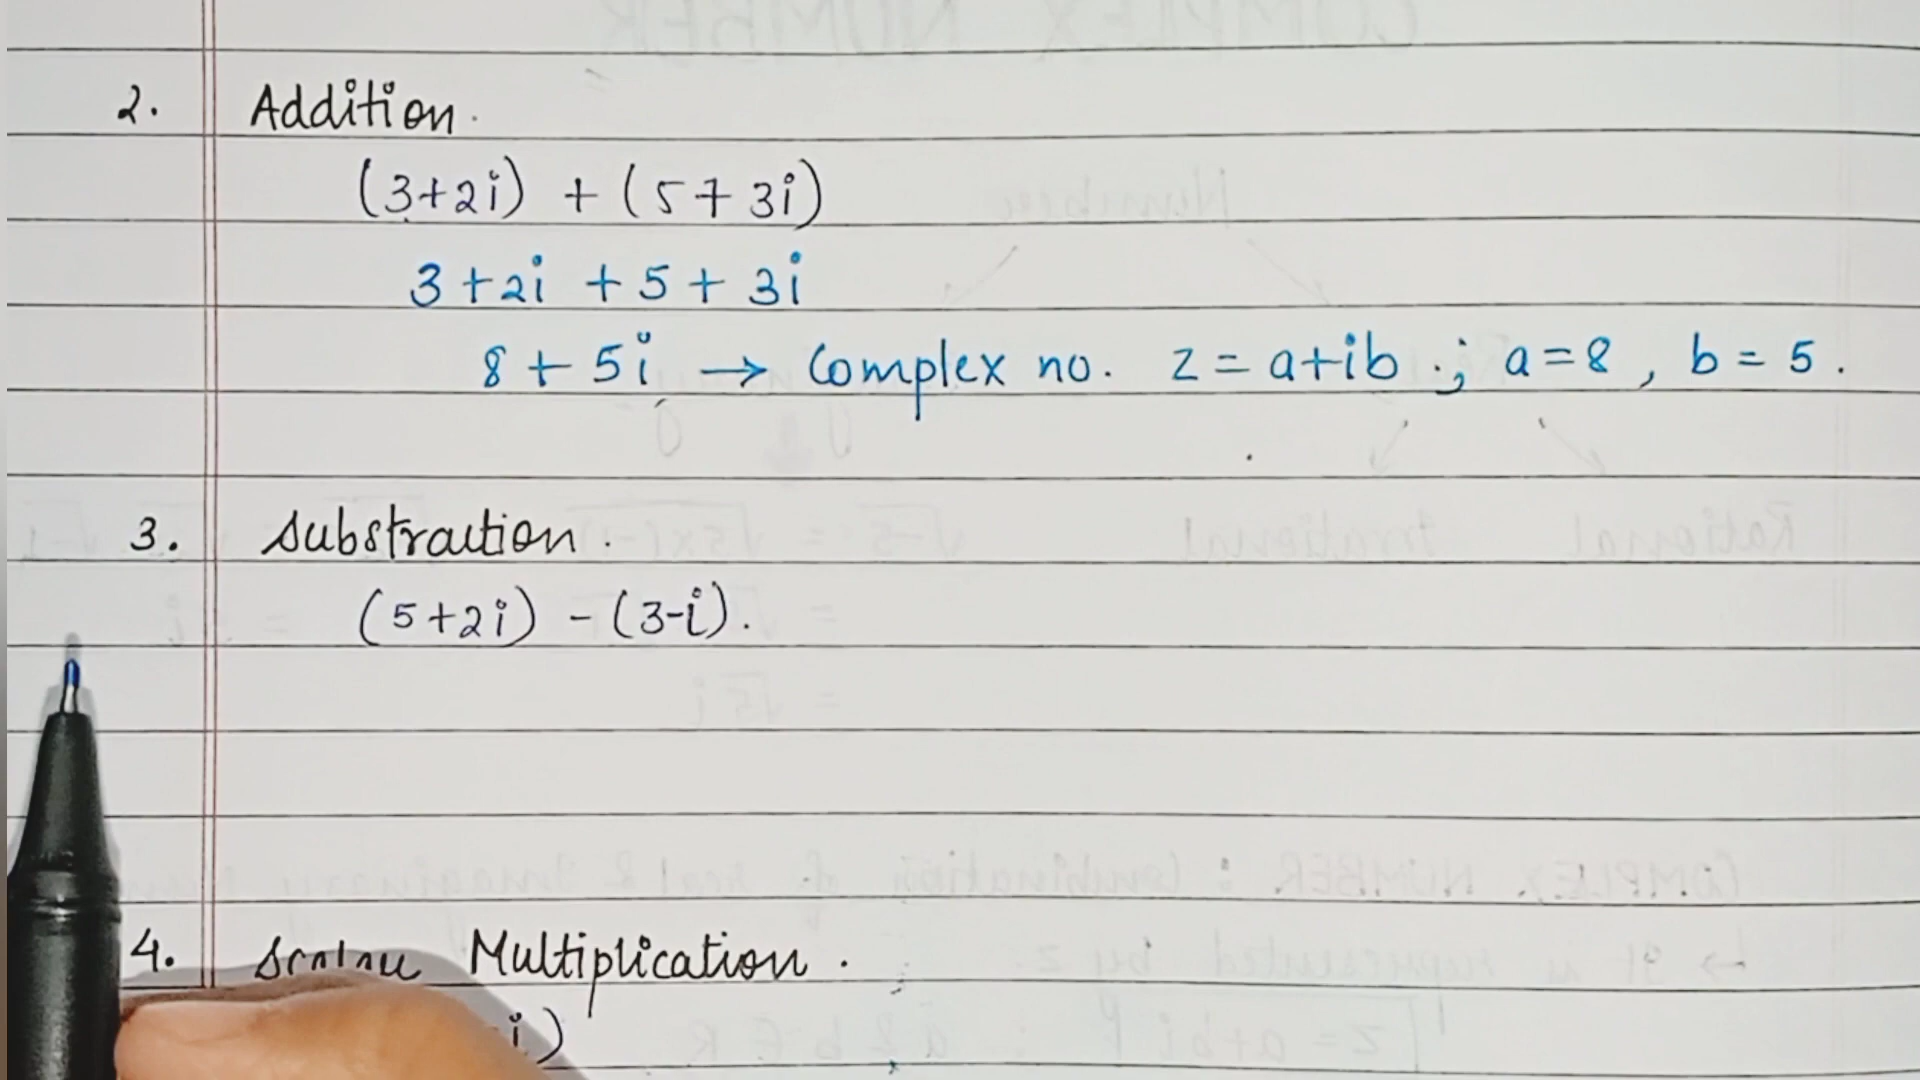 2. Addition.
(3+2i) + (5+3i)
3+2i +5+3i
8+5i → Complex no. z = a+ib.; a=8, b=5.
3. Substraction.
(5+2i) - (3-i).
4. Scalar Multiplication.
i)